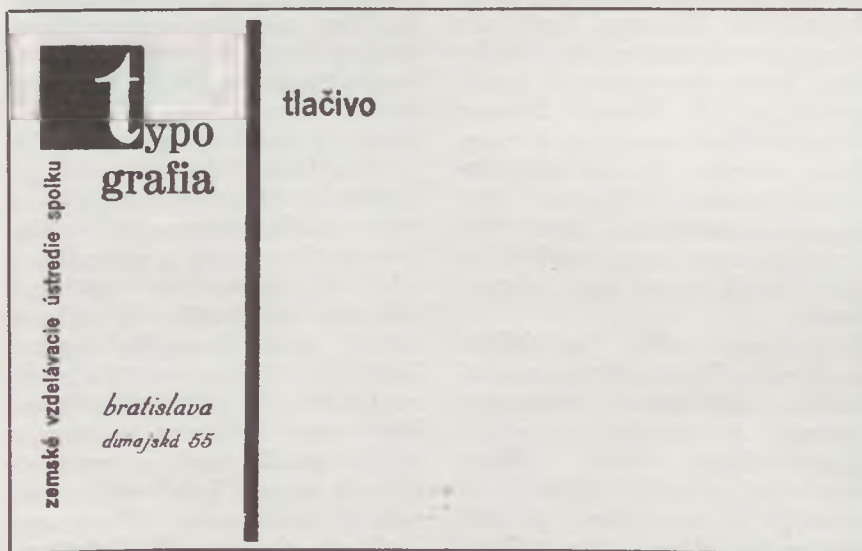 typo
grafia
zemské vzdelávacie ústredie spolku
bratislava
dunajská 55
tlačivo